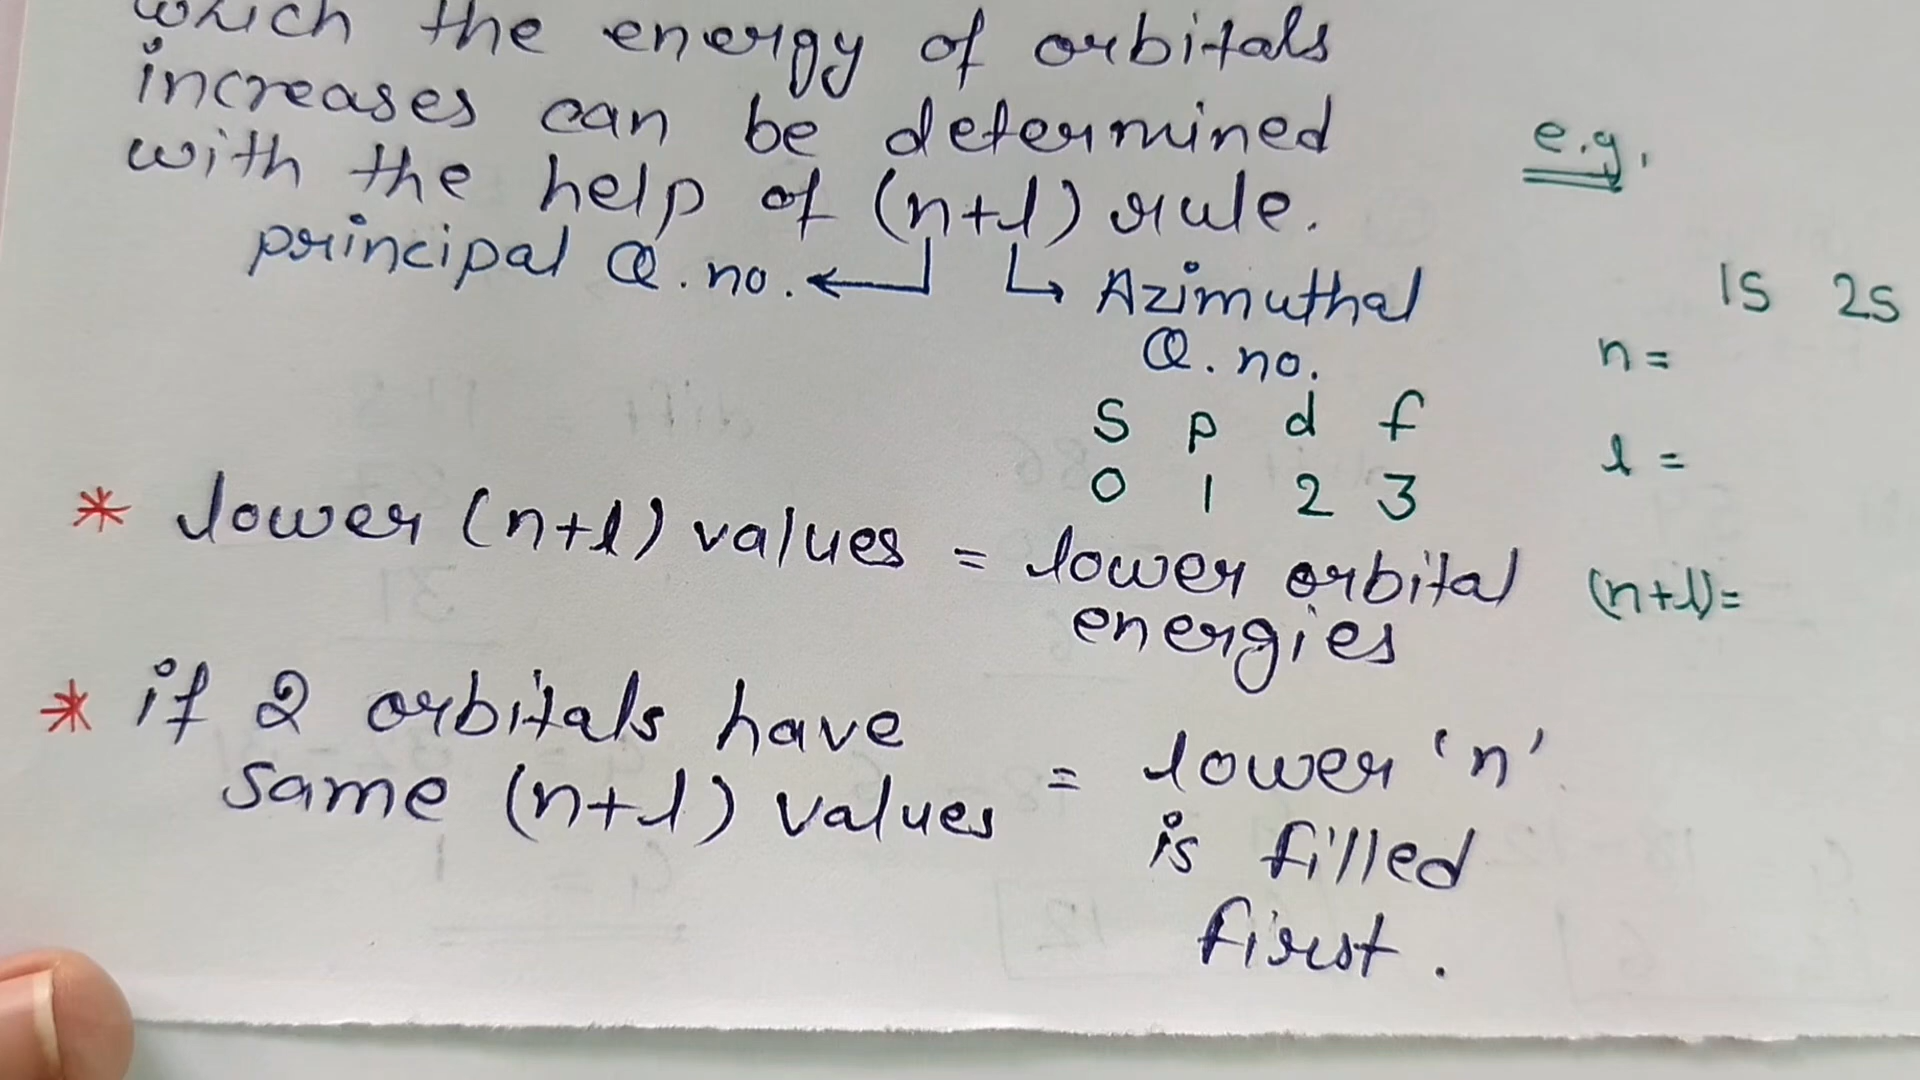 which the energy of orbitals
increases can be determined
with the help of (n+l) rule.
principal Q. no. ← ↳ Azimuthal
Q. no.
s p d f
0 1 2 3
* lower (n+l) values = lower orbital
energies
* if 2 orbitals have
same (n+l) values = lower 'n'
is filled
first.
e.g.
1s 2s
n =
l =
(n+l)=